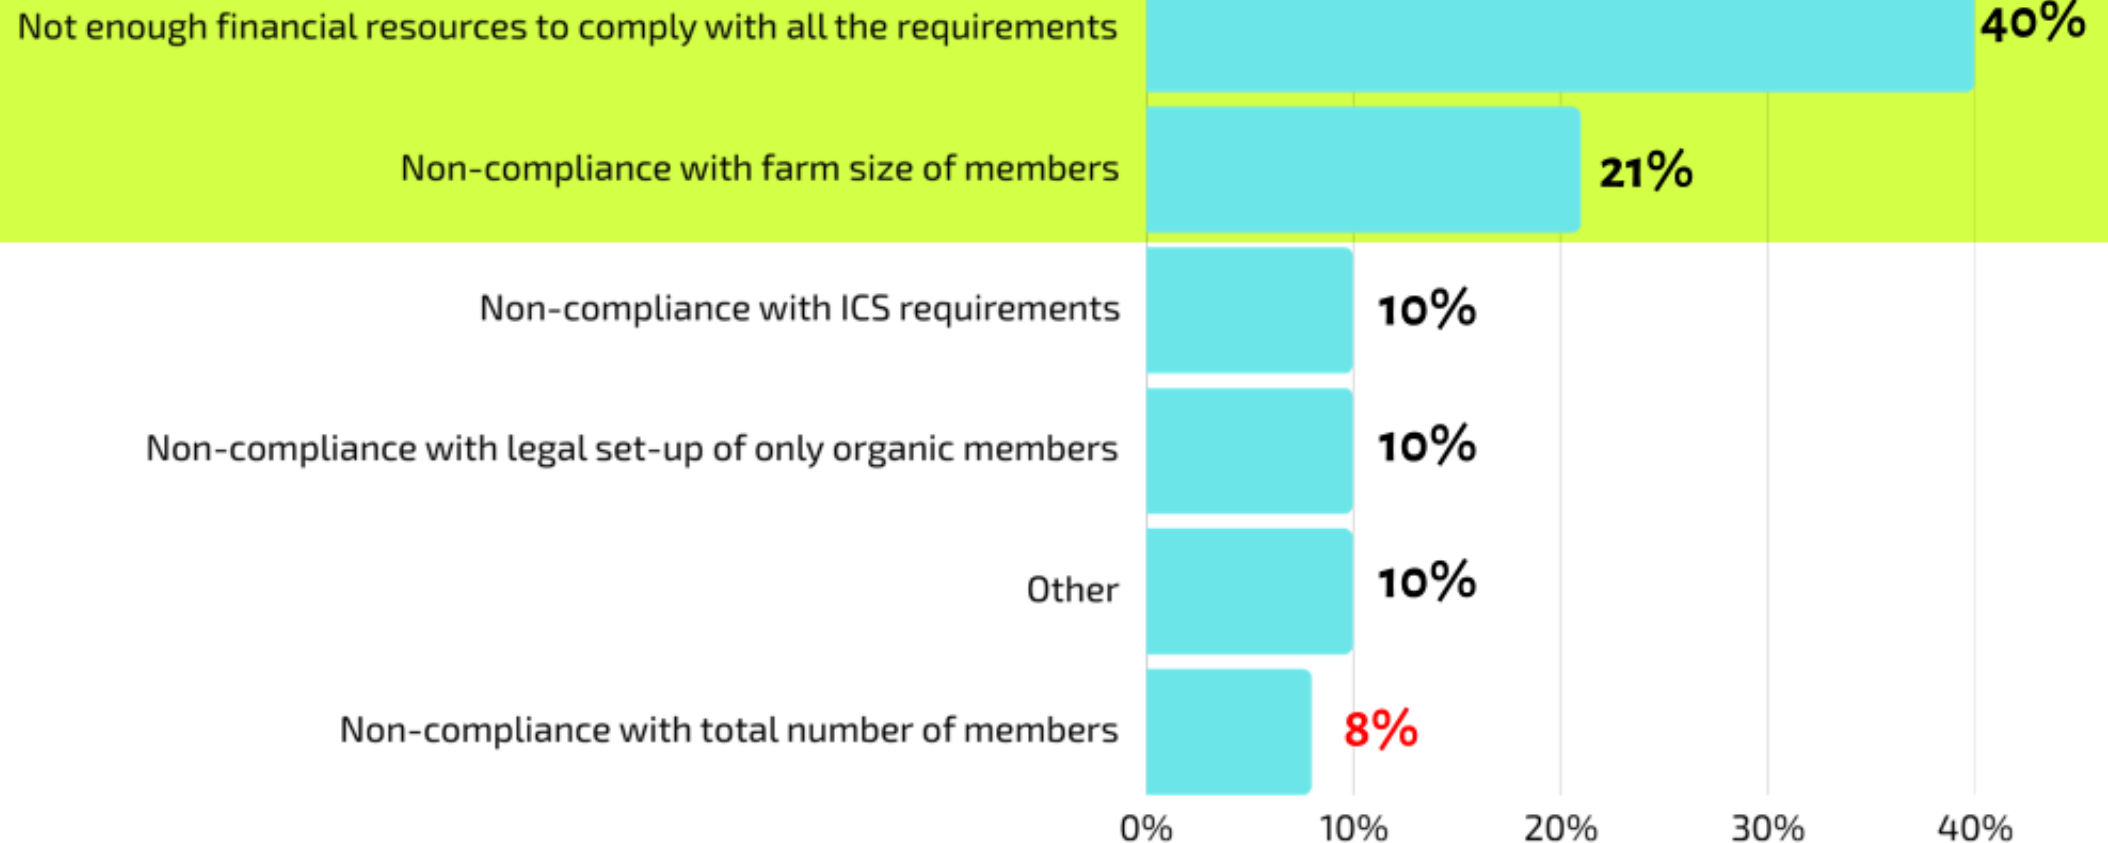 Not enough financial resources to comply with all the requirements 40%
Non-compliance with farm size of members 21%
Non-compliance with ICS requirements 10%
Non-compliance with legal set-up of only organic members 10%
Other 10%
Non-compliance with total number of members 8%
0% 10% 20% 30% 40%